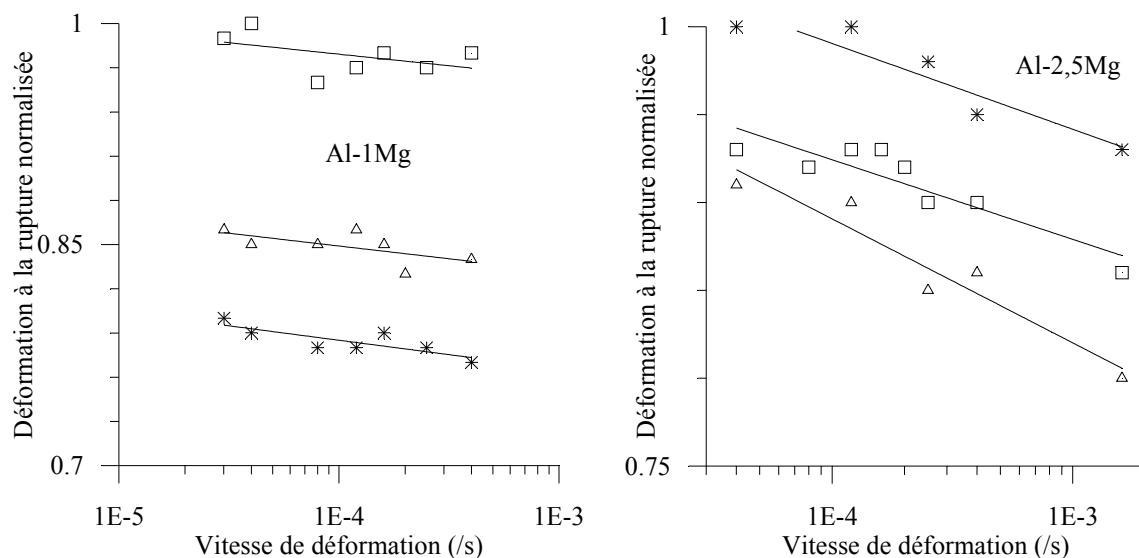 Déformation à la rupture normalisée
1
0.85
0.7
Al-1Mg
1E-5
1E-4
1E-3
Vitesse de déformation (/s)
Déformation à la rupture normalisée
1
0.75
Al-2,5Mg
1E-4
1E-3
Vitesse de déformation (/s)